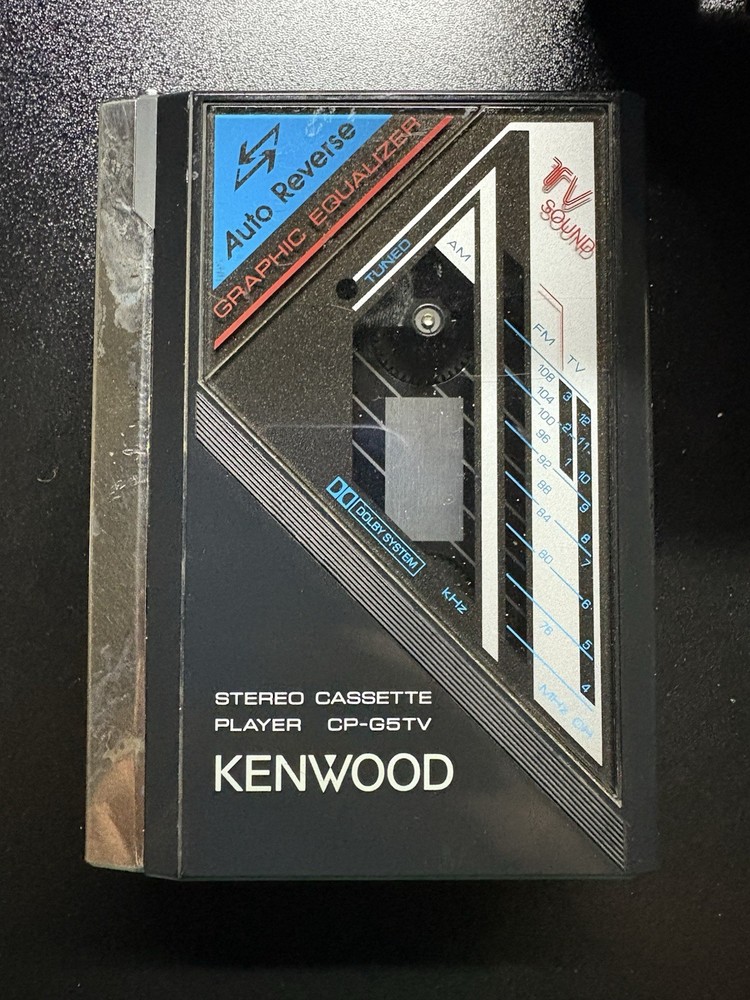 Auto Reverse
GRAPHIC EQUALIZER
TV
SOUND
TUNED
AM
FM TV
108 3 12
104
100 2 11
96
92 1 10
88 9
84 8
7
80
6
76 5
4
MHz CH
kHz
DOLBY SYSTEM
STEREO CASSETTE
PLAYER CP-G5TV
KENWOOD